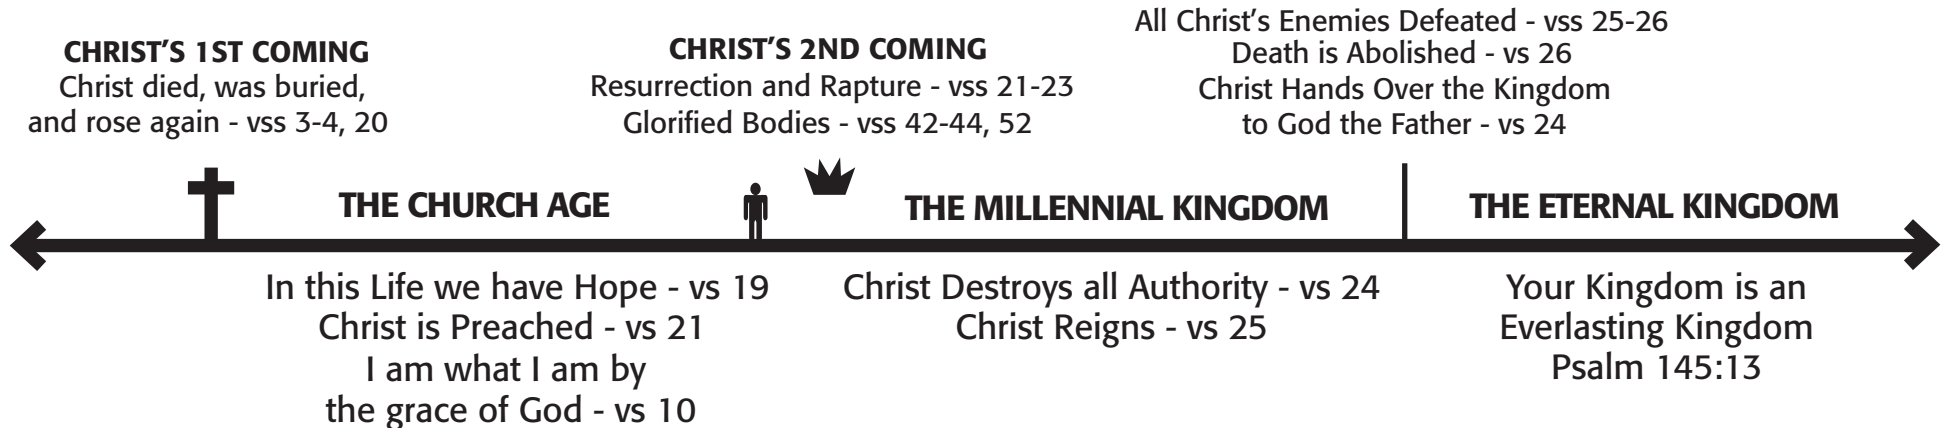 CHRIST'S 1ST COMING
Christ died, was buried,
and rose again - vss 3-4, 20
CHRIST'S 2ND COMING
Resurrection and Rapture - vss 21-23
Glorified Bodies - vss 42-44, 52
All Christ's Enemies Defeated - vss 25-26
Death is Abolished - vs 26
Christ Hands Over the Kingdom
to God the Father - vs 24
THE CHURCH AGE
THE MILLENNIAL KINGDOM
THE ETERNAL KINGDOM
In this Life we have Hope - vs 19
Christ is Preached - vs 21
I am what I am by
the grace of God - vs 10
Christ Destroys all Authority - vs 24
Christ Reigns - vs 25
Your Kingdom is an
Everlasting Kingdom
Psalm 145:13